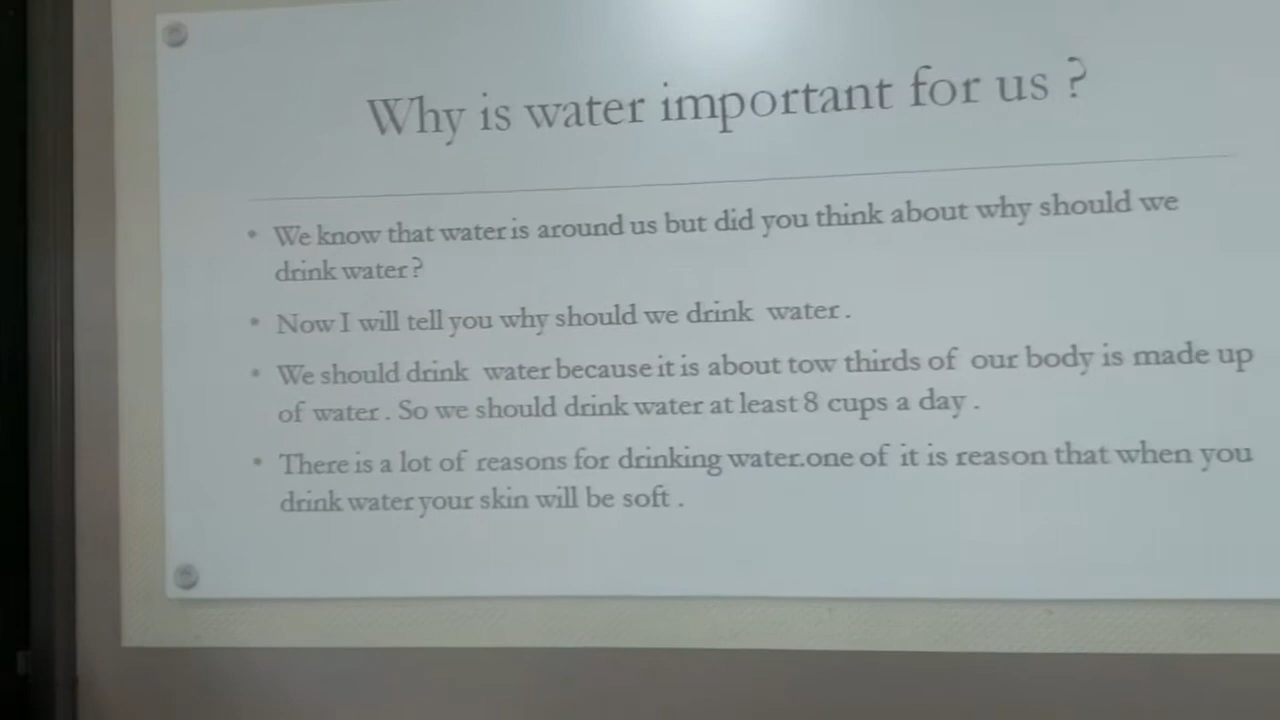 Why is water important for us ?
• We know that water is around us but did you think about why should we
drink water ?
• Now I will tell you why should we drink water .
• We should drink water because it is about tow thirds of our body is made up
of water . So we should drink water at least 8 cups a day .
• There is a lot of reasons for drinking water.one of it is reason that when you
drink water your skin will be soft .